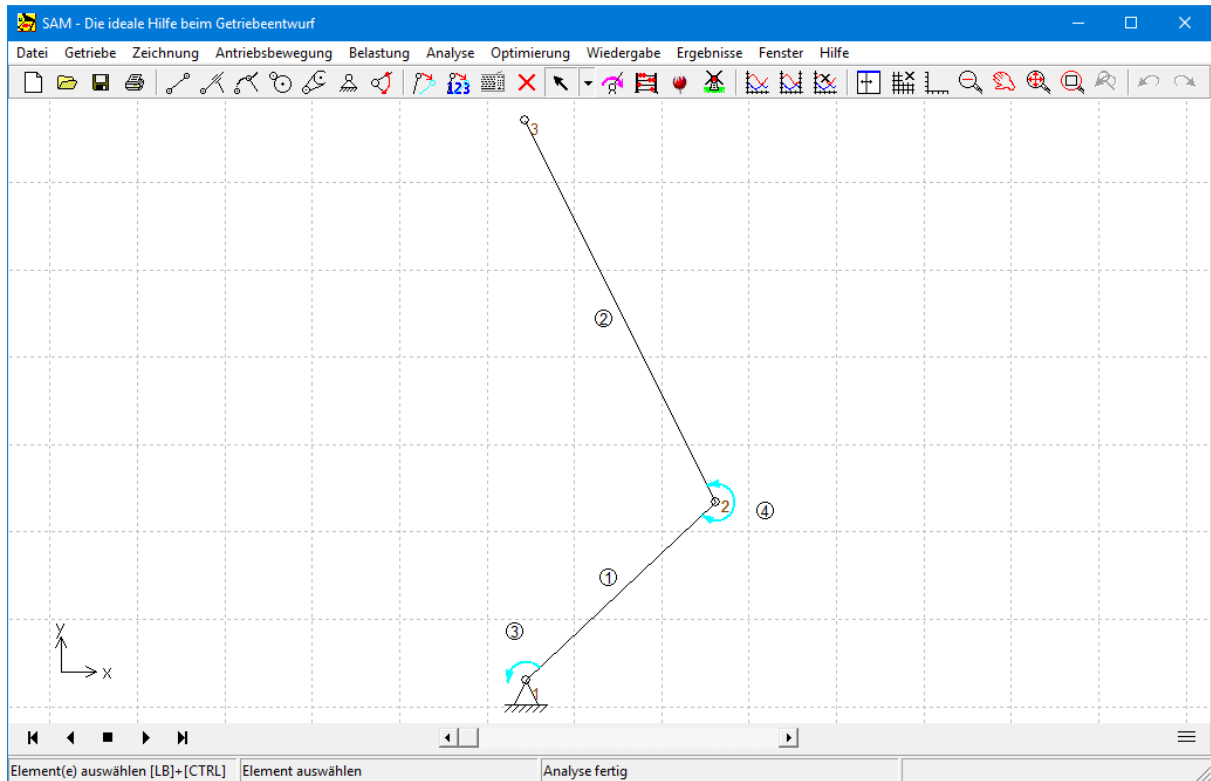 SAM - Die ideale Hilfe beim Getriebeentwurf
Datei Getriebe Zeichnung Antriebsbewegung Belastung Analyse Optimierung Wiedergabe Ergebnisse Fenster Hilfe
123
3
②
2
④
①
③
1
y
x
Element(e) auswählen [LB]+[CTRL] Element auswählen Analyse fertig